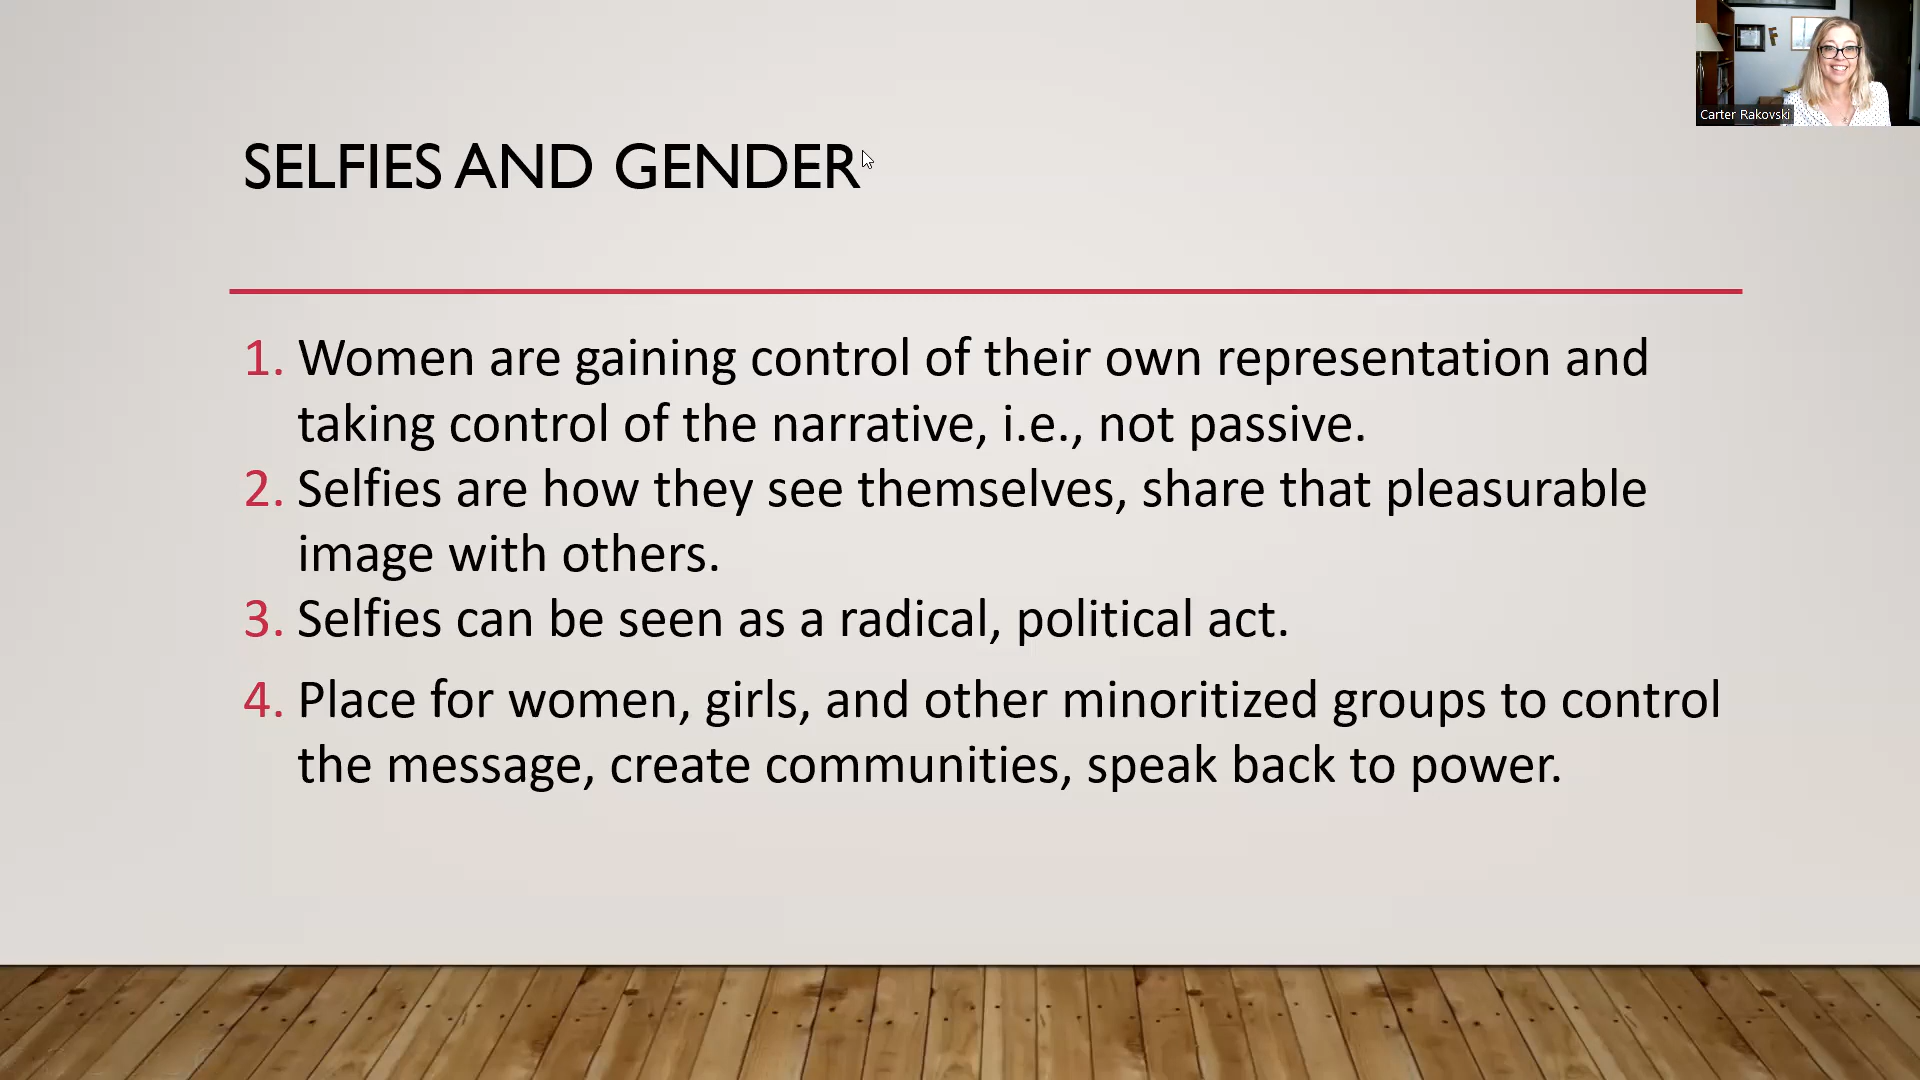 Carter Rakovski
SELFIES AND GENDER
1. Women are gaining control of their own representation and
taking control of the narrative, i.e., not passive.
2. Selfies are how they see themselves, share that pleasurable
image with others.
3. Selfies can be seen as a radical, political act.
4. Place for women, girls, and other minoritized groups to control
the message, create communities, speak back to power.